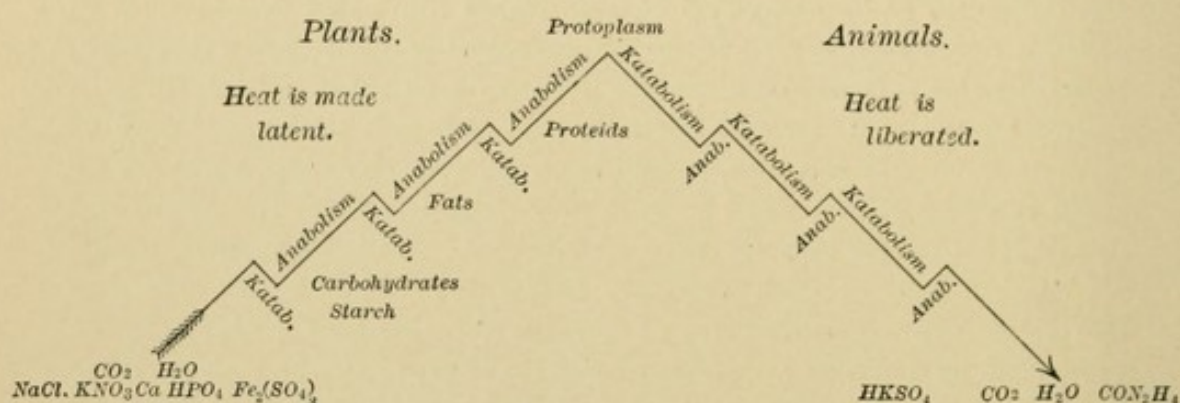 Protoplasm
Plants.
Animals.
Heat is made
latent.
Heat is
liberated.
Anabolism
Katabolism
Proteids
Katab.
Anab.
Anabolism
Katabolism
Fats
Katab.
Anab.
Anabolism
Katabolism
Carbohydrates
Starch
Katab.
Anab.
CO₂ H₂O
NaCl. KNO₃ Ca HPO₄ Fe₂(SO₄)₃
HKSO₄ CO₂ H₂O CON₂H₄